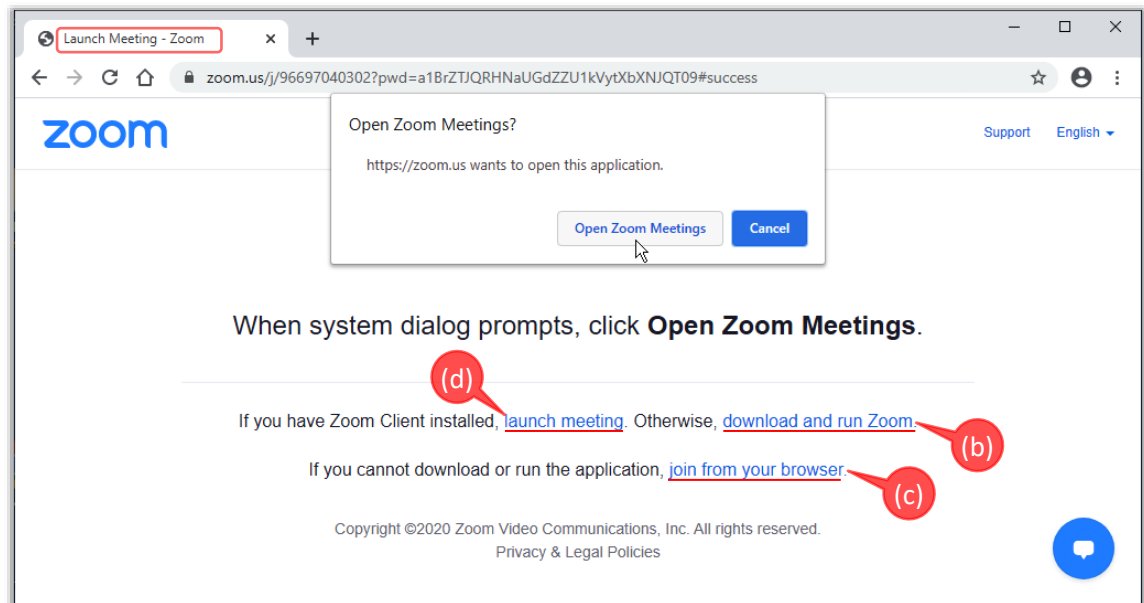 Launch Meeting - Zoom
zoom.us/j/96697040302?pwd=a1BrZTJQRHNaUGdZZU1kVytXbXNJQT09#success
zoom
Support English
Open Zoom Meetings?
https://zoom.us wants to open this application.
Open Zoom Meetings Cancel
When system dialog prompts, click Open Zoom Meetings.
(d)
If you have Zoom Client installed, launch meeting. Otherwise, download and run Zoom.
(b)
If you cannot download or run the application, join from your browser.
(c)
Copyright ©2020 Zoom Video Communications, Inc. All rights reserved.
Privacy & Legal Policies